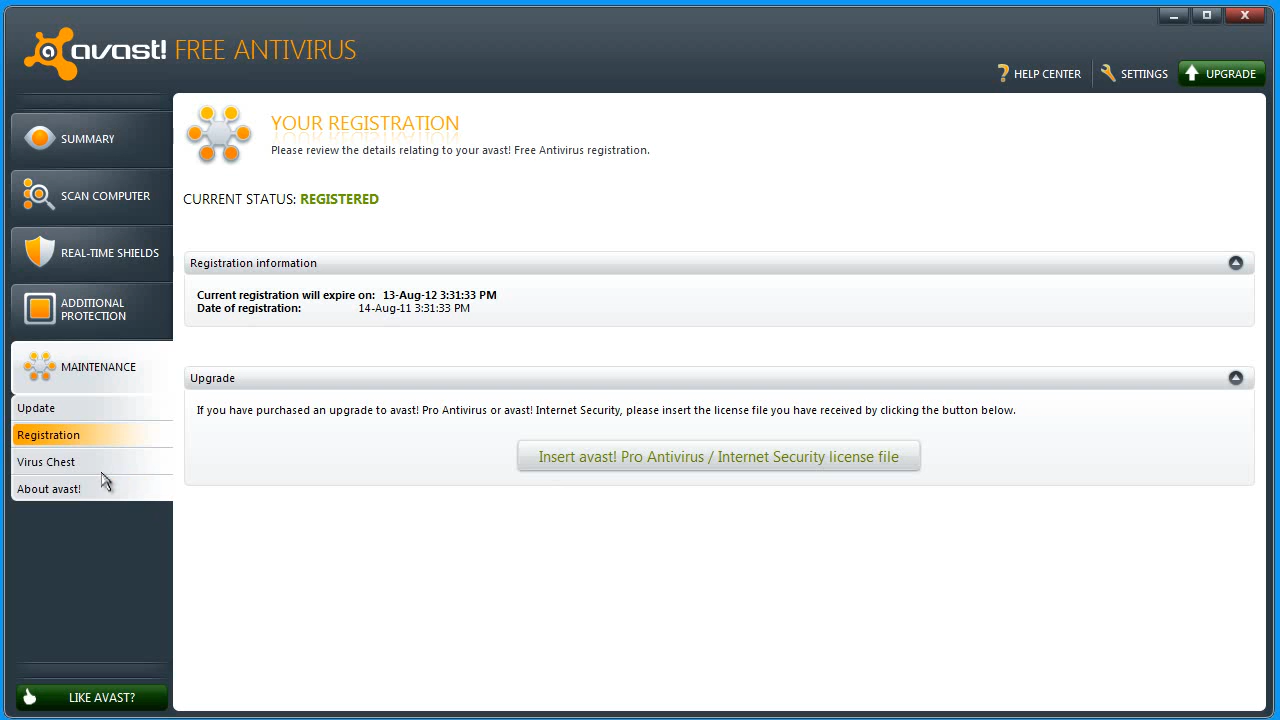 avast! FREE ANTIVIRUS
HELP CENTER
SETTINGS
UPGRADE
SUMMARY
SCAN COMPUTER
REAL-TIME SHIELDS
ADDITIONAL
PROTECTION
MAINTENANCE
Update
Registration
Virus Chest
About avast!
LIKE AVAST?
YOUR REGISTRATION
Please review the details relating to your avast! Free Antivirus registration.
CURRENT STATUS: REGISTERED
Registration information
Current registration will expire on: 13-Aug-12 3:31:33 PM
Date of registration: 14-Aug-11 3:31:33 PM
Upgrade
If you have purchased an upgrade to avast! Pro Antivirus or avast! Internet Security, please insert the license file you have received by clicking the button below.
Insert avast! Pro Antivirus / Internet Security license file